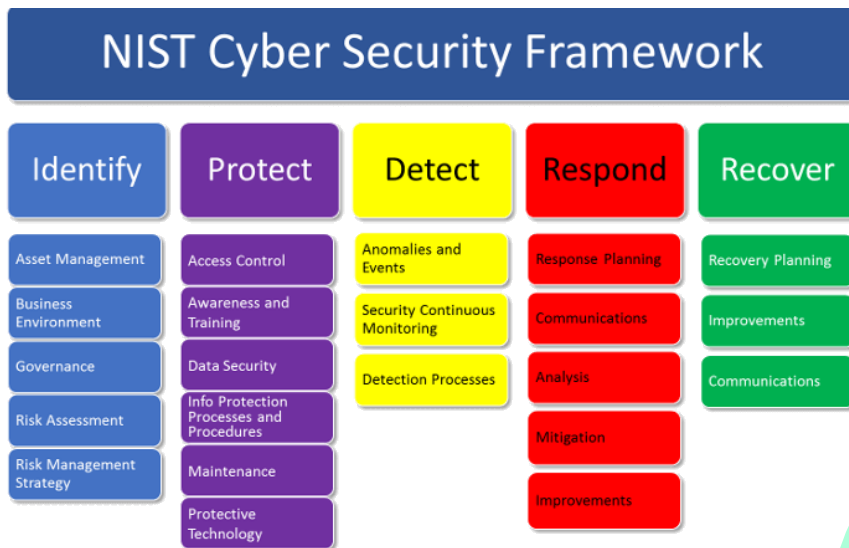 NIST Cyber Security Framework
Identify
Asset Management
Business
Environment
Governance
Risk Assessment
Risk Management
Strategy
Protect
Access Control
Awareness and
Training
Data Security
Info Protection
Processes and
Procedures
Maintenance
Protective
Technology
Detect
Anomalies and
Events
Security Continuous
Monitoring
Detection Processes
Respond
Response Planning
Communications
Analysis
Mitigation
Improvements
Recover
Recovery Planning
Improvements
Communications